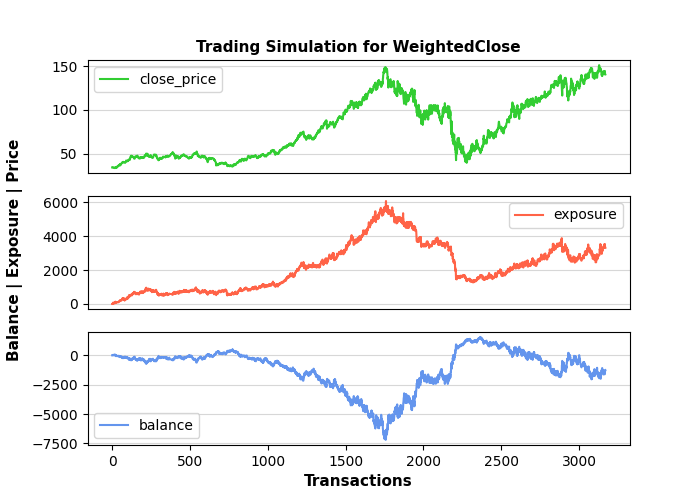 Trading Simulation for WeightedClose
150
100
50
close_price
6000
4000
2000
0
exposure
Balance | Exposure | Price
0
−2500
−5000
−7500
balance
0 500 1000 1500 2000 2500 3000
Transactions